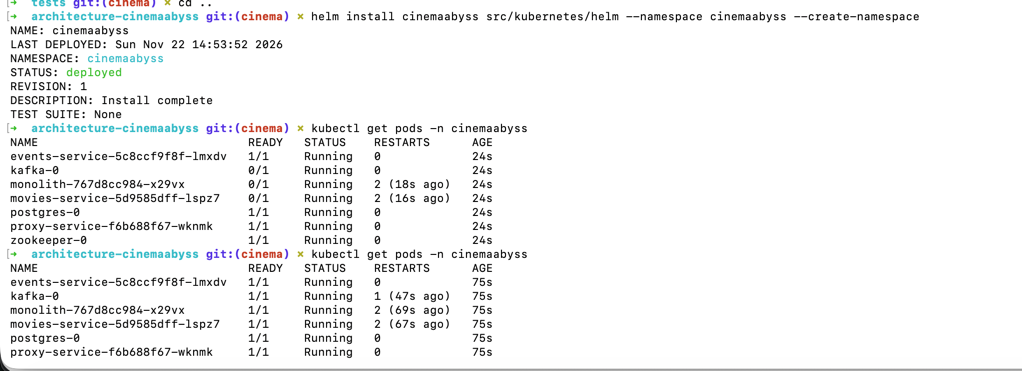 [➜ tests git:(cinema) × cd ..
[➜ architecture-cinemaabyss git:(cinema) × helm install cinemaabyss src/kubernetes/helm --namespace cinemaabyss --create-namespace
NAME: cinemaabyss
LAST DEPLOYED: Sun Nov 22 14:53:52 2026
NAMESPACE: cinemaabyss
STATUS: deployed
REVISION: 1
DESCRIPTION: Install complete
TEST SUITE: None
[➜ architecture-cinemaabyss git:(cinema) × kubectl get pods -n cinemaabyss
NAME READY STATUS RESTARTS AGE
events-service-5c8ccf9f8f-lmxdv 1/1 Running 0 24s
kafka-0 0/1 Running 0 24s
monolith-767d8cc984-x29vx 0/1 Running 2 (18s ago) 24s
movies-service-5d9585dff-lspz7 0/1 Running 2 (16s ago) 24s
postgres-0 1/1 Running 0 24s
proxy-service-f6b688f67-wknmk 1/1 Running 0 24s
zookeeper-0 1/1 Running 0 24s
[➜ architecture-cinemaabyss git:(cinema) × kubectl get pods -n cinemaabyss
NAME READY STATUS RESTARTS AGE
events-service-5c8ccf9f8f-lmxdv 1/1 Running 0 75s
kafka-0 1/1 Running 1 (47s ago) 75s
monolith-767d8cc984-x29vx 1/1 Running 2 (69s ago) 75s
movies-service-5d9585dff-lspz7 1/1 Running 2 (67s ago) 75s
postgres-0 1/1 Running 0 75s
proxy-service-f6b688f67-wknmk 1/1 Running 0 75s